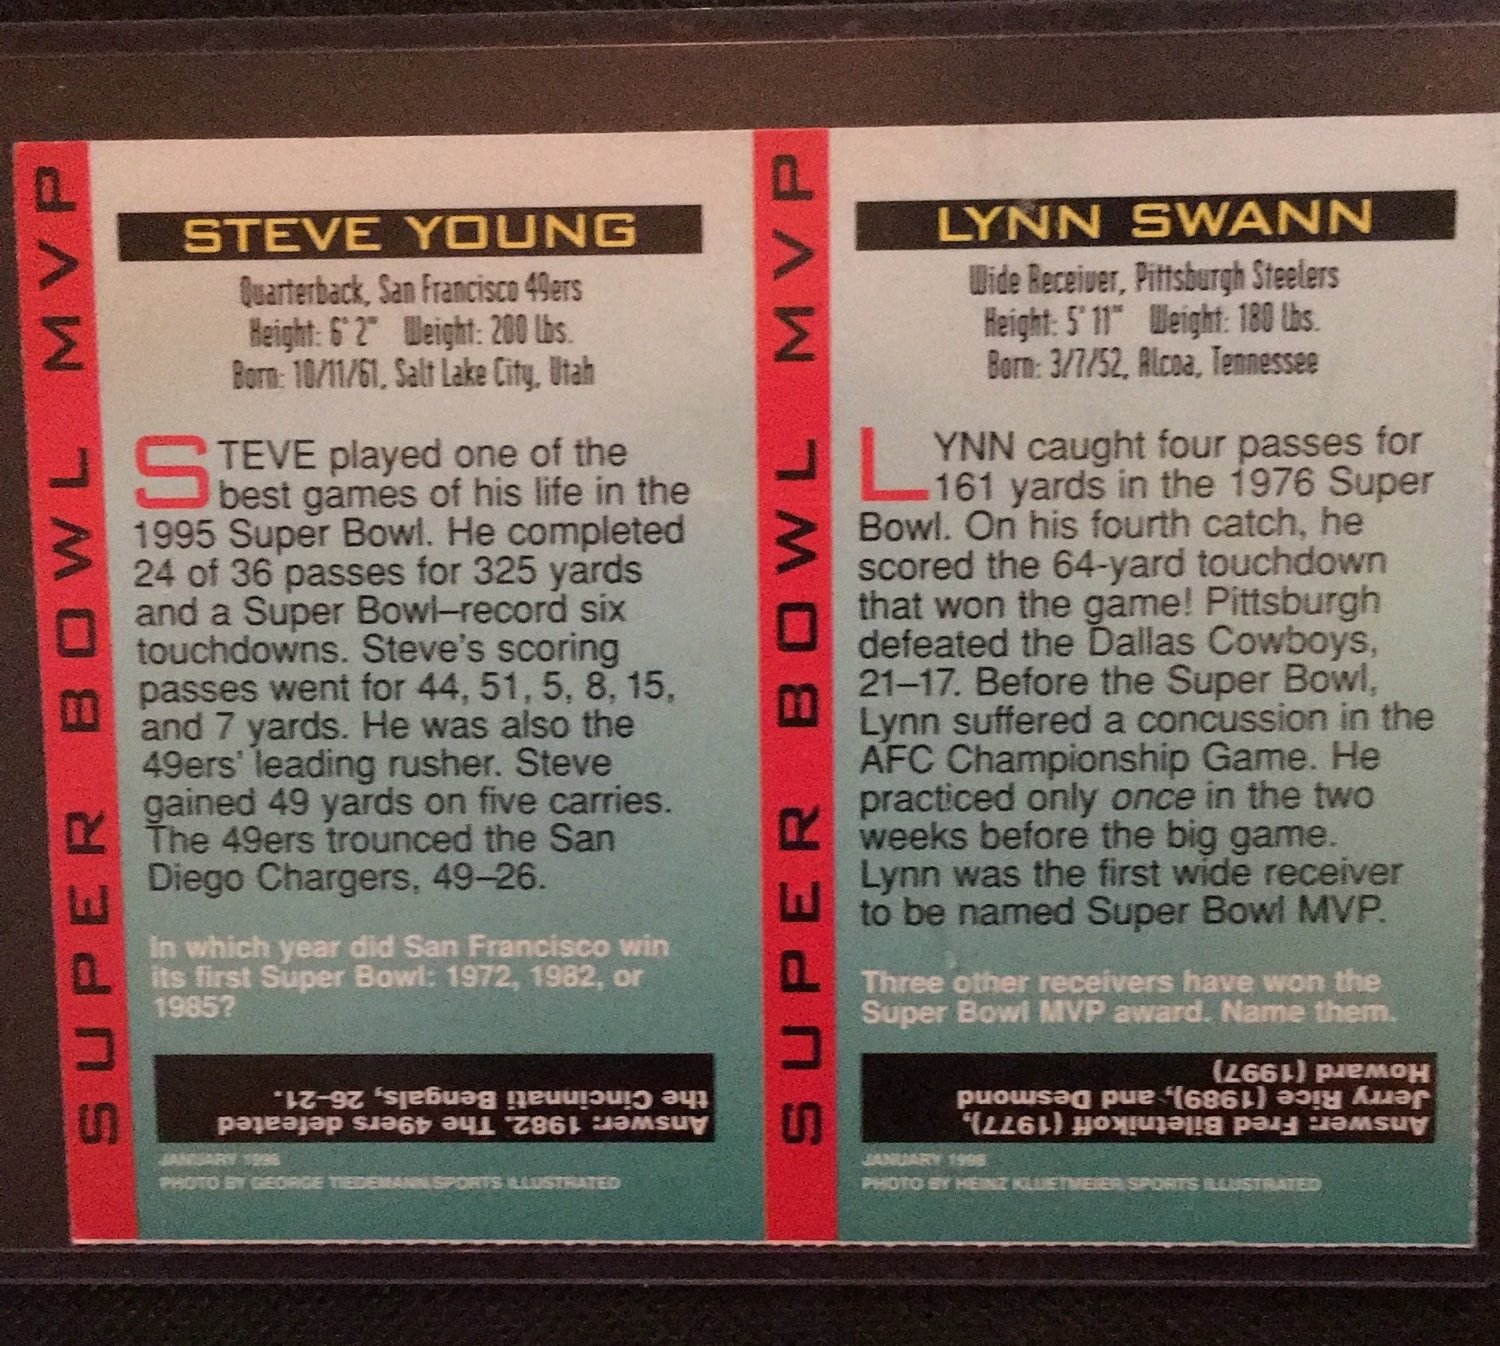 SUPER BOWL MVP
STEVE YOUNG
Quarterback, San Francisco 49ers
Height: 6' 2" Weight: 200 lbs.
Born: 10/11/61, Salt Lake City, Utah
STEVE played one of the
best games of his life in the
1995 Super Bowl. He completed
24 of 36 passes for 325 yards
and a Super Bowl–record six
touchdowns. Steve's scoring
passes went for 44, 51, 5, 8, 15,
and 7 yards. He was also the
49ers' leading rusher. Steve
gained 49 yards on five carries.
The 49ers trounced the San
Diego Chargers, 49–26.
In which year did San Francisco win
its first Super Bowl: 1972, 1982, or
1985?
Answer: 1982. The 49ers defeated
the Cincinnati Bengals, 26–21.
JANUARY 1998
PHOTO BY GEORGE TIEDEMANN/SPORTS ILLUSTRATED
SUPER BOWL MVP
LYNN SWANN
Wide Receiver, Pittsburgh Steelers
Height: 5' 11" Weight: 180 lbs.
Born: 3/7/52, Alcoa, Tennessee
LYNN caught four passes for
161 yards in the 1976 Super
Bowl. On his fourth catch, he
scored the 64-yard touchdown
that won the game! Pittsburgh
defeated the Dallas Cowboys,
21–17. Before the Super Bowl,
Lynn suffered a concussion in the
AFC Championship Game. He
practiced only once in the two
weeks before the big game.
Lynn was the first wide receiver
to be named Super Bowl MVP.
Three other receivers have won the
Super Bowl MVP award. Name them.
Answer: Fred Biletnikoff (1977),
Jerry Rice (1989), and Desmond
Howard (1997)
JANUARY 1998
PHOTO BY HEINZ KLUETMEIER/SPORTS ILLUSTRATED